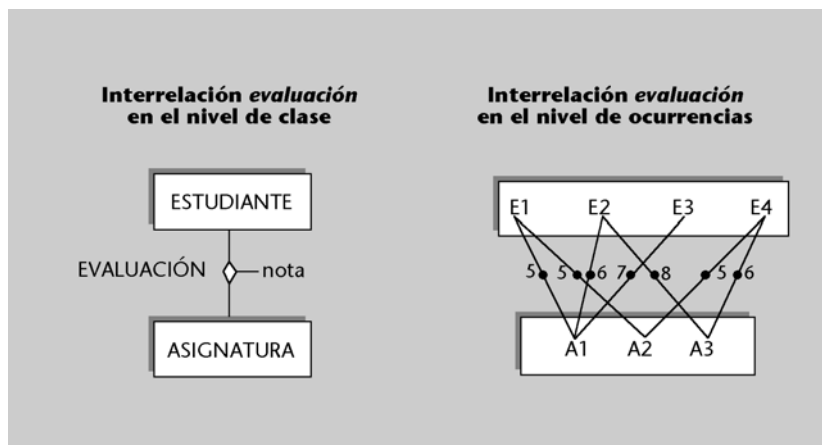 Interrelación evaluación
en el nivel de clase
ESTUDIANTE
EVALUACIÓN
nota
ASIGNATURA
Interrelación evaluación
en el nivel de ocurrencias
E1 E2 E3 E4
5 5 6 7 8 5 6
A1 A2 A3